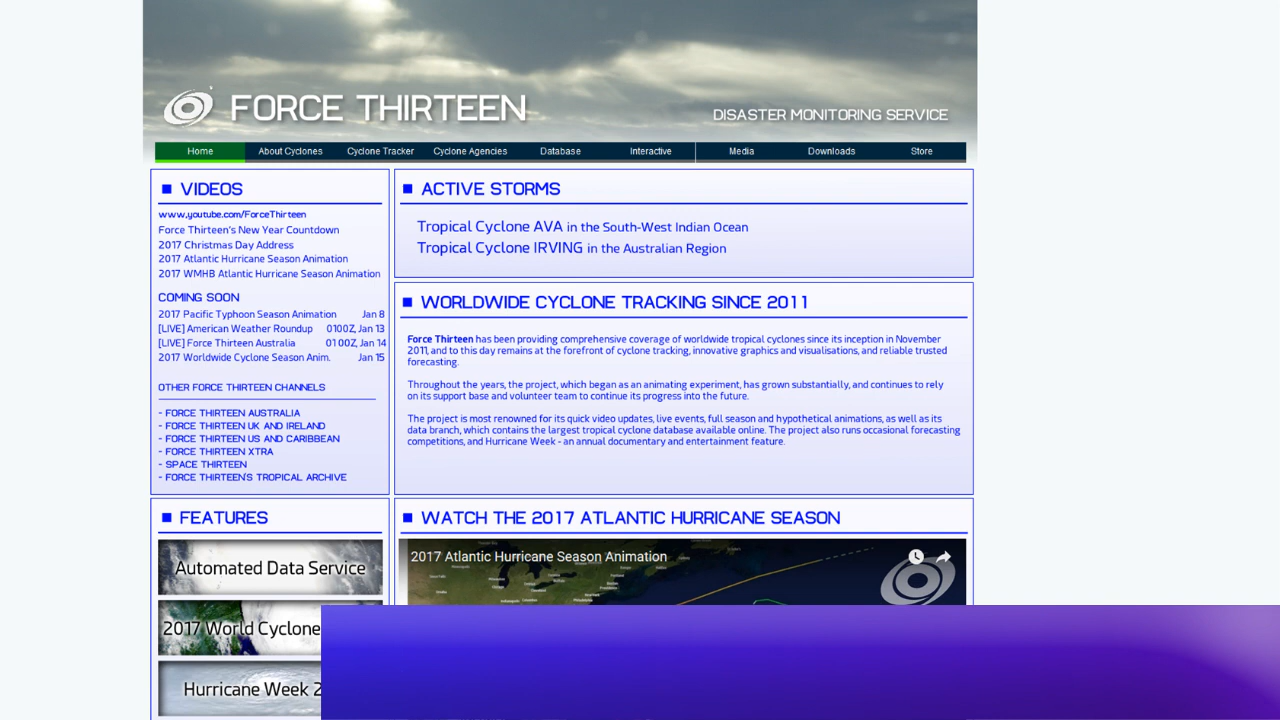 FORCE THIRTEEN
DISASTER MONITORING SERVICE
Home About Cyclones Cyclone Tracker Cyclone Agencies Database Interactive Media Downloads Store
VIDEOS
www.youtube.com/ForceThirteen
Force Thirteen's New Year Countdown
2017 Christmas Day Address
2017 Atlantic Hurricane Season Animation
2017 WMHB Atlantic Hurricane Season Animation
COMING SOON
2017 Pacific Typhoon Season Animation Jan 8
[LIVE] American Weather Roundup 0100Z, Jan 13
[LIVE] Force Thirteen Australia 0100Z, Jan 14
2017 Worldwide Cyclone Season Anim. Jan 15
OTHER FORCE THIRTEEN CHANNELS
- FORCE THIRTEEN AUSTRALIA
- FORCE THIRTEEN UK AND IRELAND
- FORCE THIRTEEN US AND CARIBBEAN
- FORCE THIRTEEN XTRA
- SPACE THIRTEEN
- FORCE THIRTEEN'S TROPICAL ARCHIVE
ACTIVE STORMS
Tropical Cyclone AVA in the South-West Indian Ocean
Tropical Cyclone IRVING in the Australian Region
WORLDWIDE CYCLONE TRACKING SINCE 2011
Force Thirteen has been providing comprehensive coverage of worldwide tropical cyclones since its inception in November
2011, and to this day remains at the forefront of cyclone tracking, innovative graphics and visualisations, and reliable trusted
forecasting.
Throughout the years, the project, which began as an animating experiment, has grown substantially, and continues to rely
on its support base and volunteer team to continue its progress into the future.
The project is most renowned for its quick video updates, live events, full season and hypothetical animations, as well as its
data branch, which contains the largest tropical cyclone database available online. The project also runs occasional forecasting
competitions, and Hurricane Week - an annual documentary and entertainment feature.
FEATURES
Automated Data Service
2017 World Cyclone
Hurricane Week 2
WATCH THE 2017 ATLANTIC HURRICANE SEASON
2017 Atlantic Hurricane Season Animation